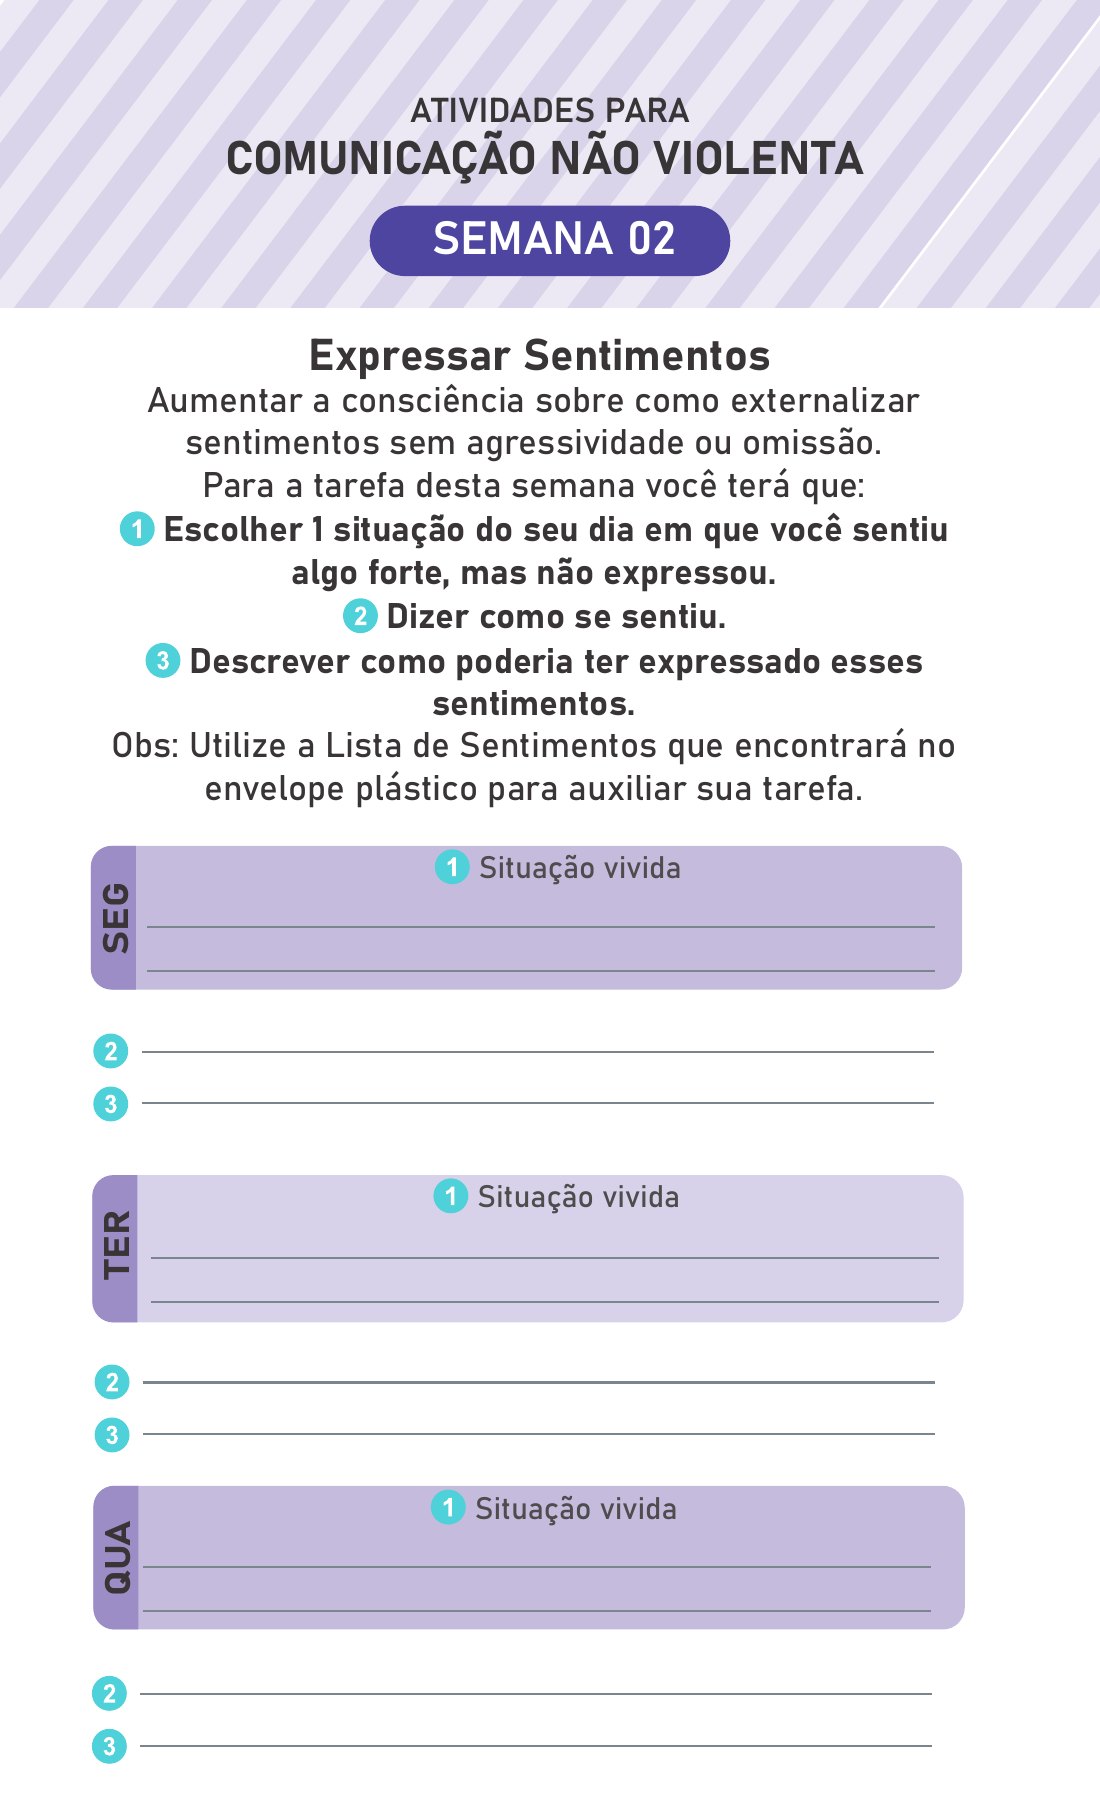 ATIVIDADES PARA
COMUNICAÇÃO NÃO VIOLENTA
SEMANA 02
Expressar Sentimentos
Aumentar a consciência sobre como externalizar
sentimentos sem agressividade ou omissão.
Para a tarefa desta semana você terá que:
1 Escolher 1 situação do seu dia em que você sentiu
algo forte, mas não expressou.
2 Dizer como se sentiu.
3 Descrever como poderia ter expressado esses
sentimentos.
Obs: Utilize a Lista de Sentimentos que encontrará no
envelope plástico para auxiliar sua tarefa.
SEG
1 Situação vivida
2
3
TER
1 Situação vivida
2
3
QUA
1 Situação vivida
2
3